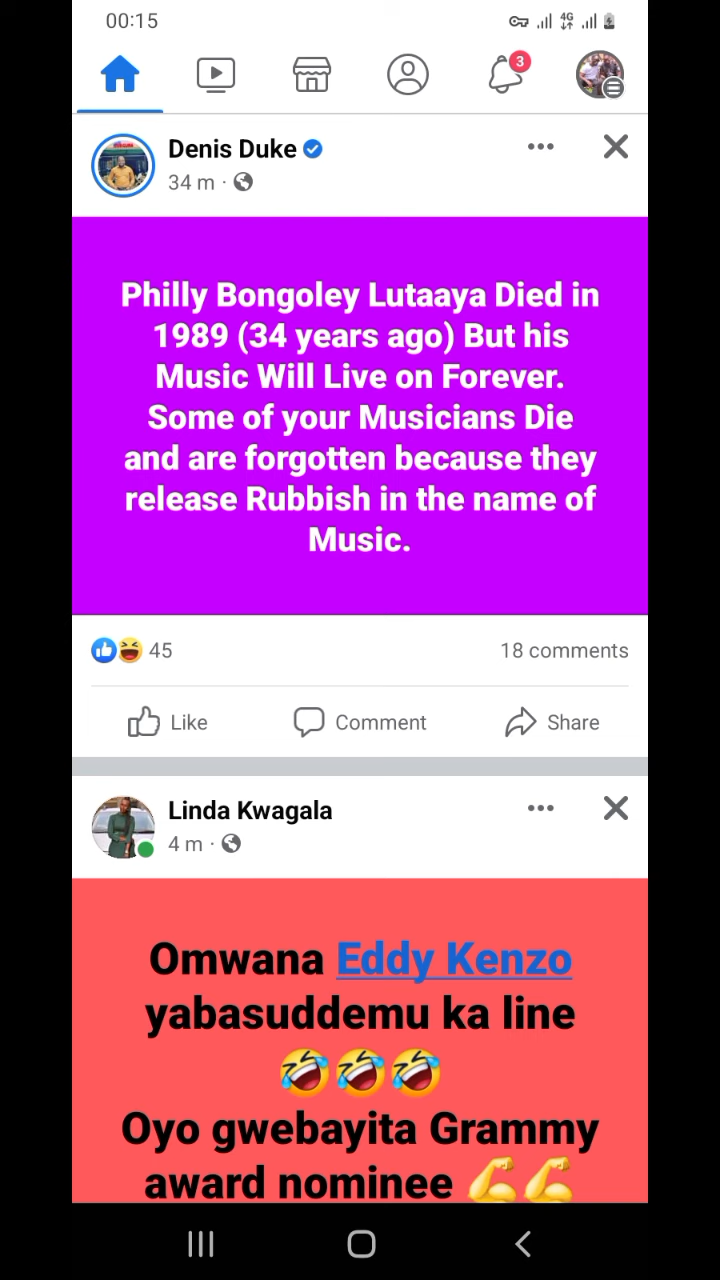 00:15
4G
3
Denis Duke
34 m ·
Philly Bongoley Lutaaya Died in
1989 (34 years ago) But his
Music Will Live on Forever.
Some of your Musicians Die
and are forgotten because they
release Rubbish in the name of
Music.
45
18 comments
Like
Comment
Share
Linda Kwagala
4 m ·
Omwana Eddy Kenzo
yabasuddemu ka line
🤣🤣🤣
Oyo gwebayita Grammy
award nominee 💪💪